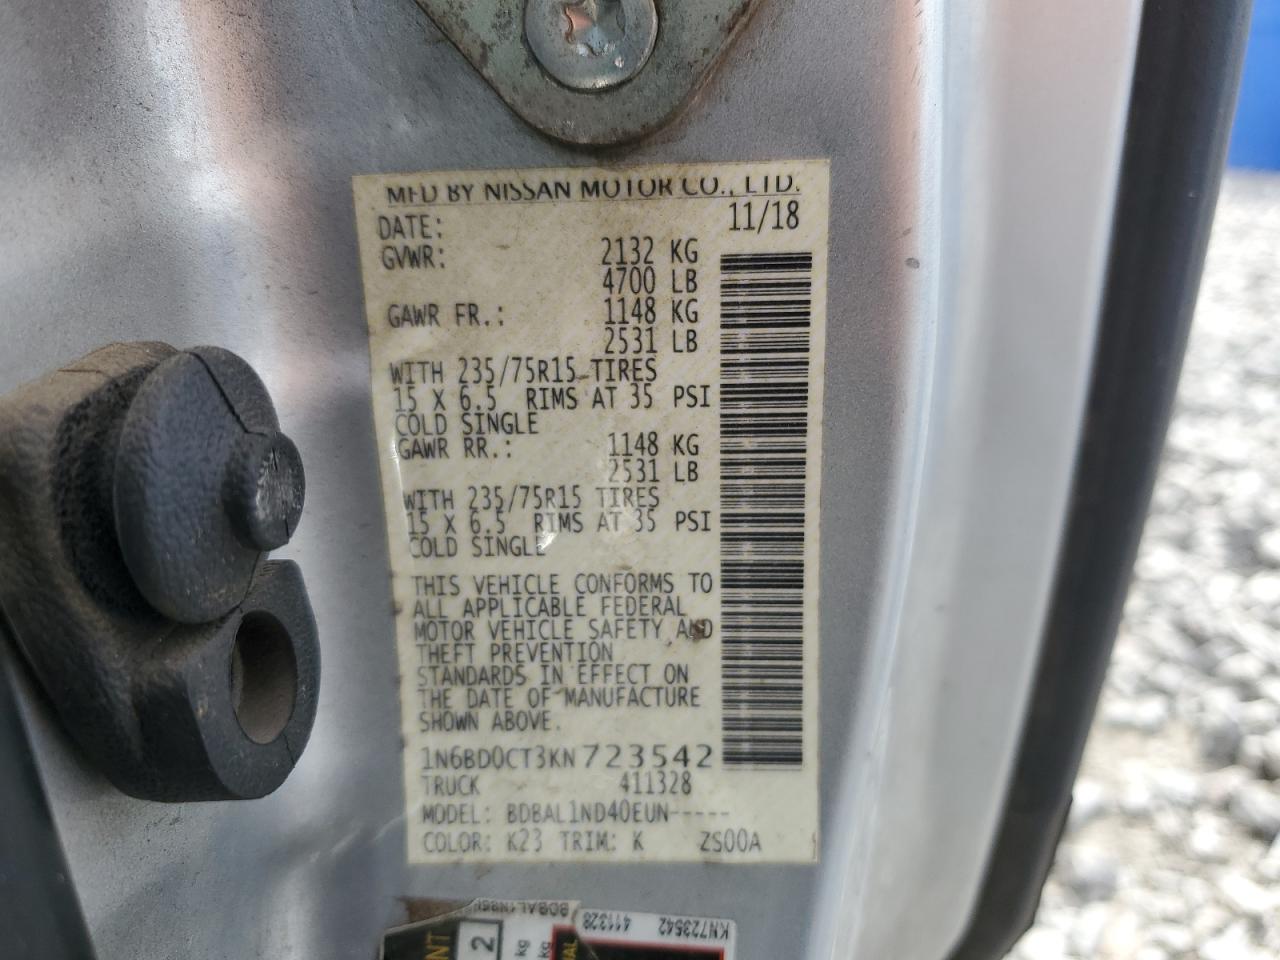 MFD BY NISSAN MOTOR CO., LTD.
DATE: 11/18
GVWR: 2132 KG
4700 LB
GAWR FR.: 1148 KG
2531 LB
WITH 235/75R15 TIRES
15 X 6.5 RIMS AT 35 PSI
COLD SINGLE
GAWR RR.: 1148 KG
2531 LB
WITH 235/75R15 TIRES
15 X 6.5 RIMS AT 35 PSI
COLD SINGLE
THIS VEHICLE CONFORMS TO
ALL APPLICABLE FEDERAL
MOTOR VEHICLE SAFETY AND
THEFT PREVENTION
STANDARDS IN EFFECT ON
THE DATE OF MANUFACTURE
SHOWN ABOVE.
1N6BD0CT3KN723542
TRUCK 411328
MODEL: BDBAL1ND40EUN-----
COLOR: K23 TRIM: K ZS00A
411328
KN723542
2
kg
kg